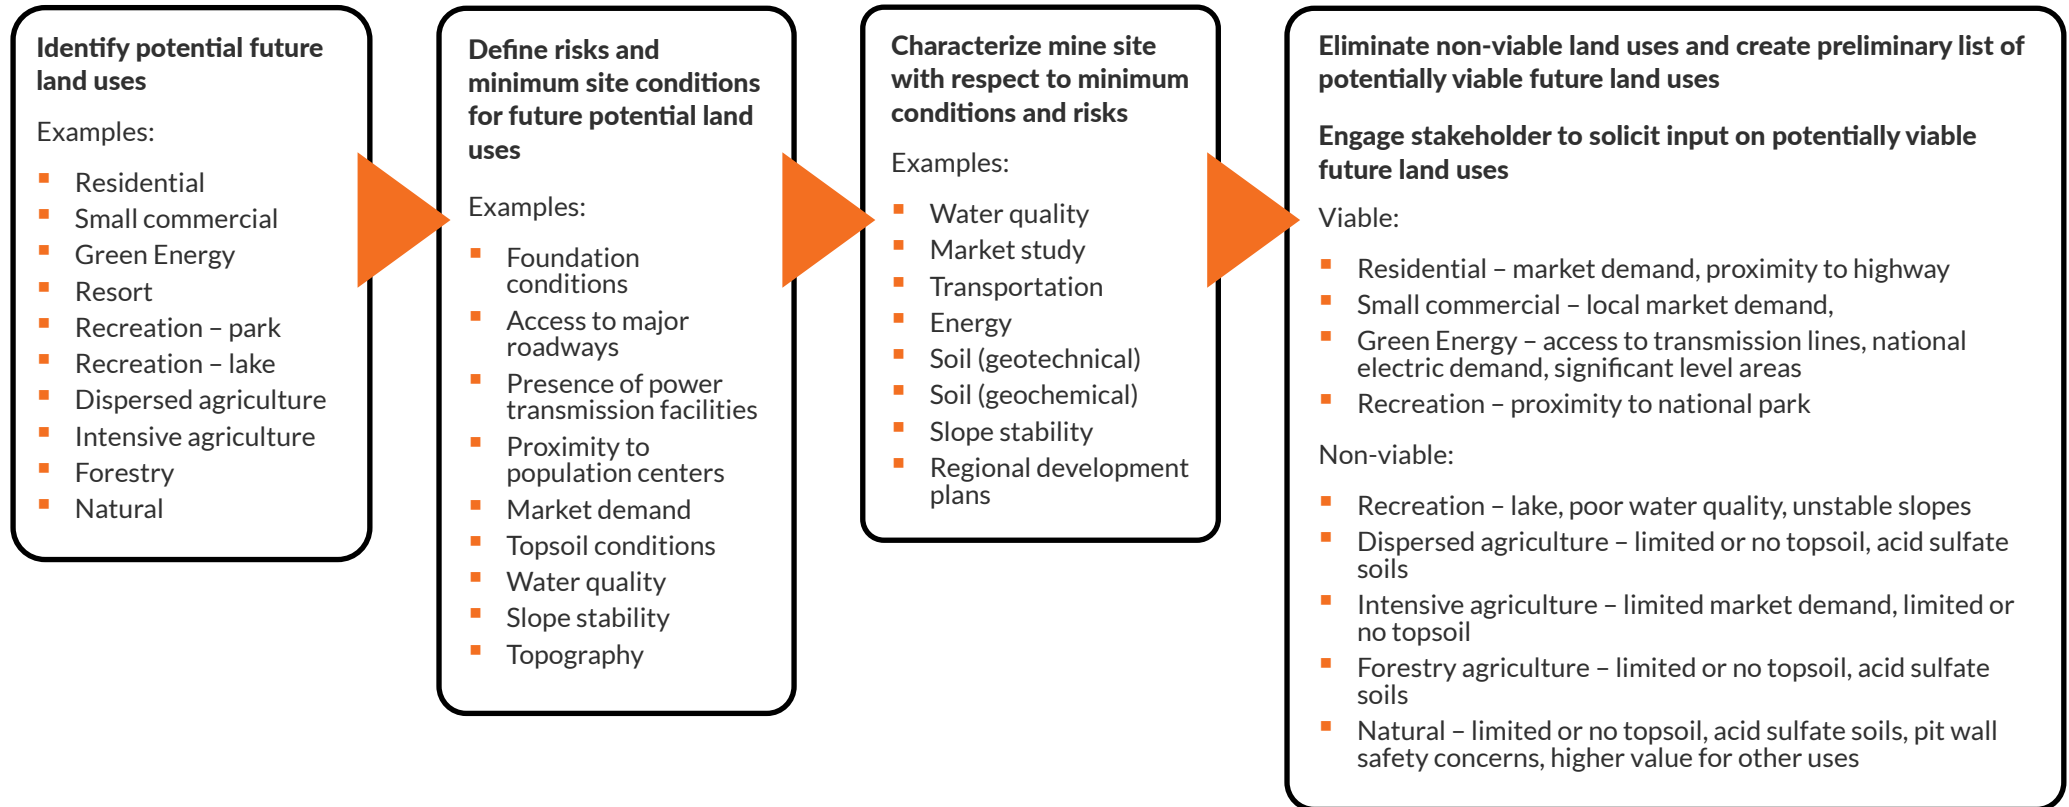 Identify potential future
land uses
Examples:
Residential
Small commercial
Green Energy
Resort
Recreation – park
Recreation – lake
Dispersed agriculture
Intensive agriculture
Forestry
Natural
Define risks and
minimum site conditions
for future potential land
uses
Examples:
Foundation
conditions
Access to major
roadways
Presence of power
transmission facilities
Proximity to
population centers
Market demand
Topsoil conditions
Water quality
Slope stability
Topography
Characterize mine site
with respect to minimum
conditions and risks
Examples:
Water quality
Market study
Transportation
Energy
Soil (geotechnical)
Soil (geochemical)
Slope stability
Regional development
plans
Eliminate non-viable land uses and create preliminary list of
potentially viable future land uses
Engage stakeholder to solicit input on potentially viable
future land uses
Viable:
Residential – market demand, proximity to highway
Small commercial – local market demand,
Green Energy – access to transmission lines, national
electric demand, significant level areas
Recreation – proximity to national park
Non-viable:
Recreation – lake, poor water quality, unstable slopes
Dispersed agriculture – limited or no topsoil, acid sulfate
soils
Intensive agriculture – limited market demand, limited or
no topsoil
Forestry agriculture – limited or no topsoil, acid sulfate
soils
Natural – limited or no topsoil, acid sulfate soils, pit wall
safety concerns, higher value for other uses